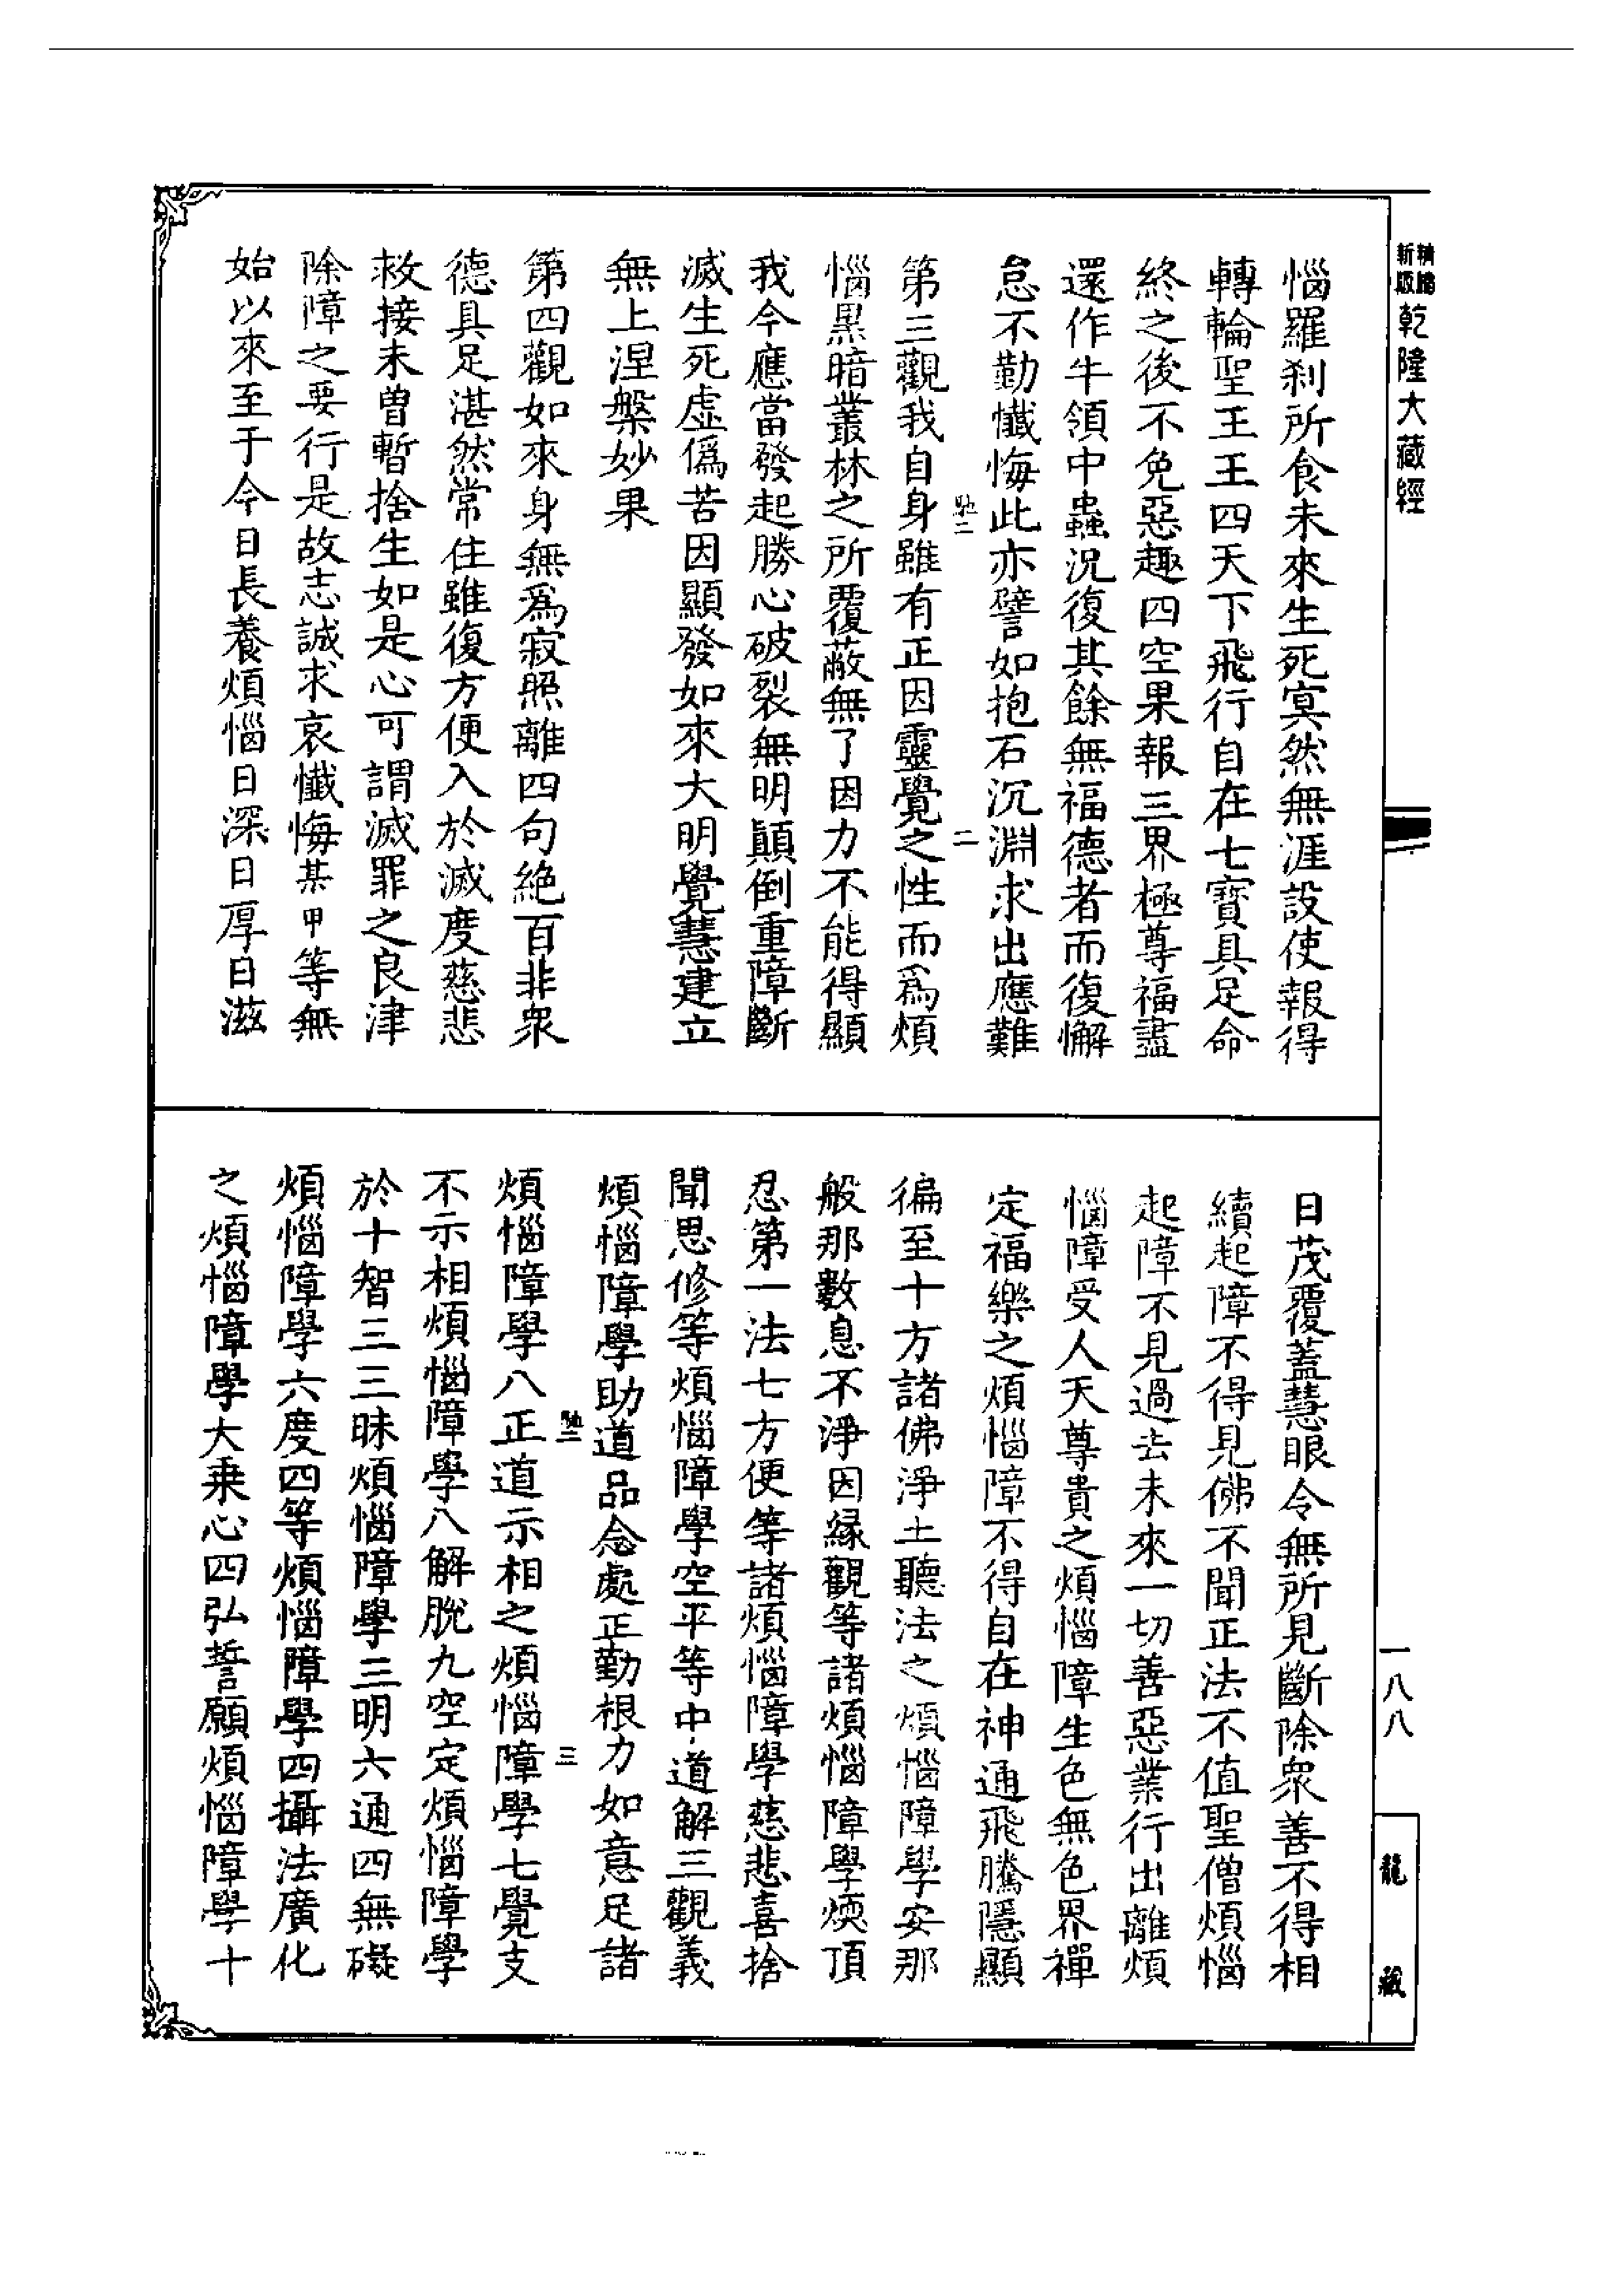 精縮
新版
乾隆大藏經
惱羅刹所食未來生死冥然無涯設使報得
轉輪聖王王四天下飛行自在七寶具足命
終之後不免惡趣四空果報三界極尊福盡
還作牛領中蟲況復其餘無福德者而復懈
怠不勤懺悔此亦譬如抱石沉淵求出應難
馳二
二
第三觀我自身雖有正因靈覺之性而爲煩
惱黑暗叢林之所覆蔽無了因力不能得顯
我今應當發起勝心破裂無明顛倒重障斷
滅生死虛僞苦因顯發如來大明覺慧建立
無上涅槃妙果
第四觀如來身無爲寂照離四句絶百非衆
德具足湛然常住雖復方便入於滅度慈悲
救接未曾暫捨生如是心可謂滅罪之良津
除障之要行是故志誠求哀懺悔某甲等無
始以來至于今日長養煩惱日深日厚日滋
日茂覆蓋慧眼令無所見斷除衆善不得相
續起障不得見佛不聞正法不值聖僧煩惱
起障不見過去未來一切善惡業行出離煩
惱障受人天尊貴之煩惱障生色無色界禪
定福樂之煩惱障不得自在神通飛騰隱顯
徧至十方諸佛淨土聽法之煩惱障學安那
般那數息不淨因緣觀等諸煩惱障學煗頂
忍第一法七方便等諸煩惱障學慈悲喜捨
聞思修等煩惱障學空平等中道解三觀義
煩惱障學助道品念處正勤根力如意足諸
馳二
三
煩惱障學八正道示相之煩惱障學七覺支
不示相煩惱障學八解脫九空定煩惱障學
於十智三三昧煩惱障學三明六通四無礙
煩惱障學六度四等煩惱障學四攝法廣化
之煩惱障學大乘心四弘誓願煩惱障學十
一八八
龍藏